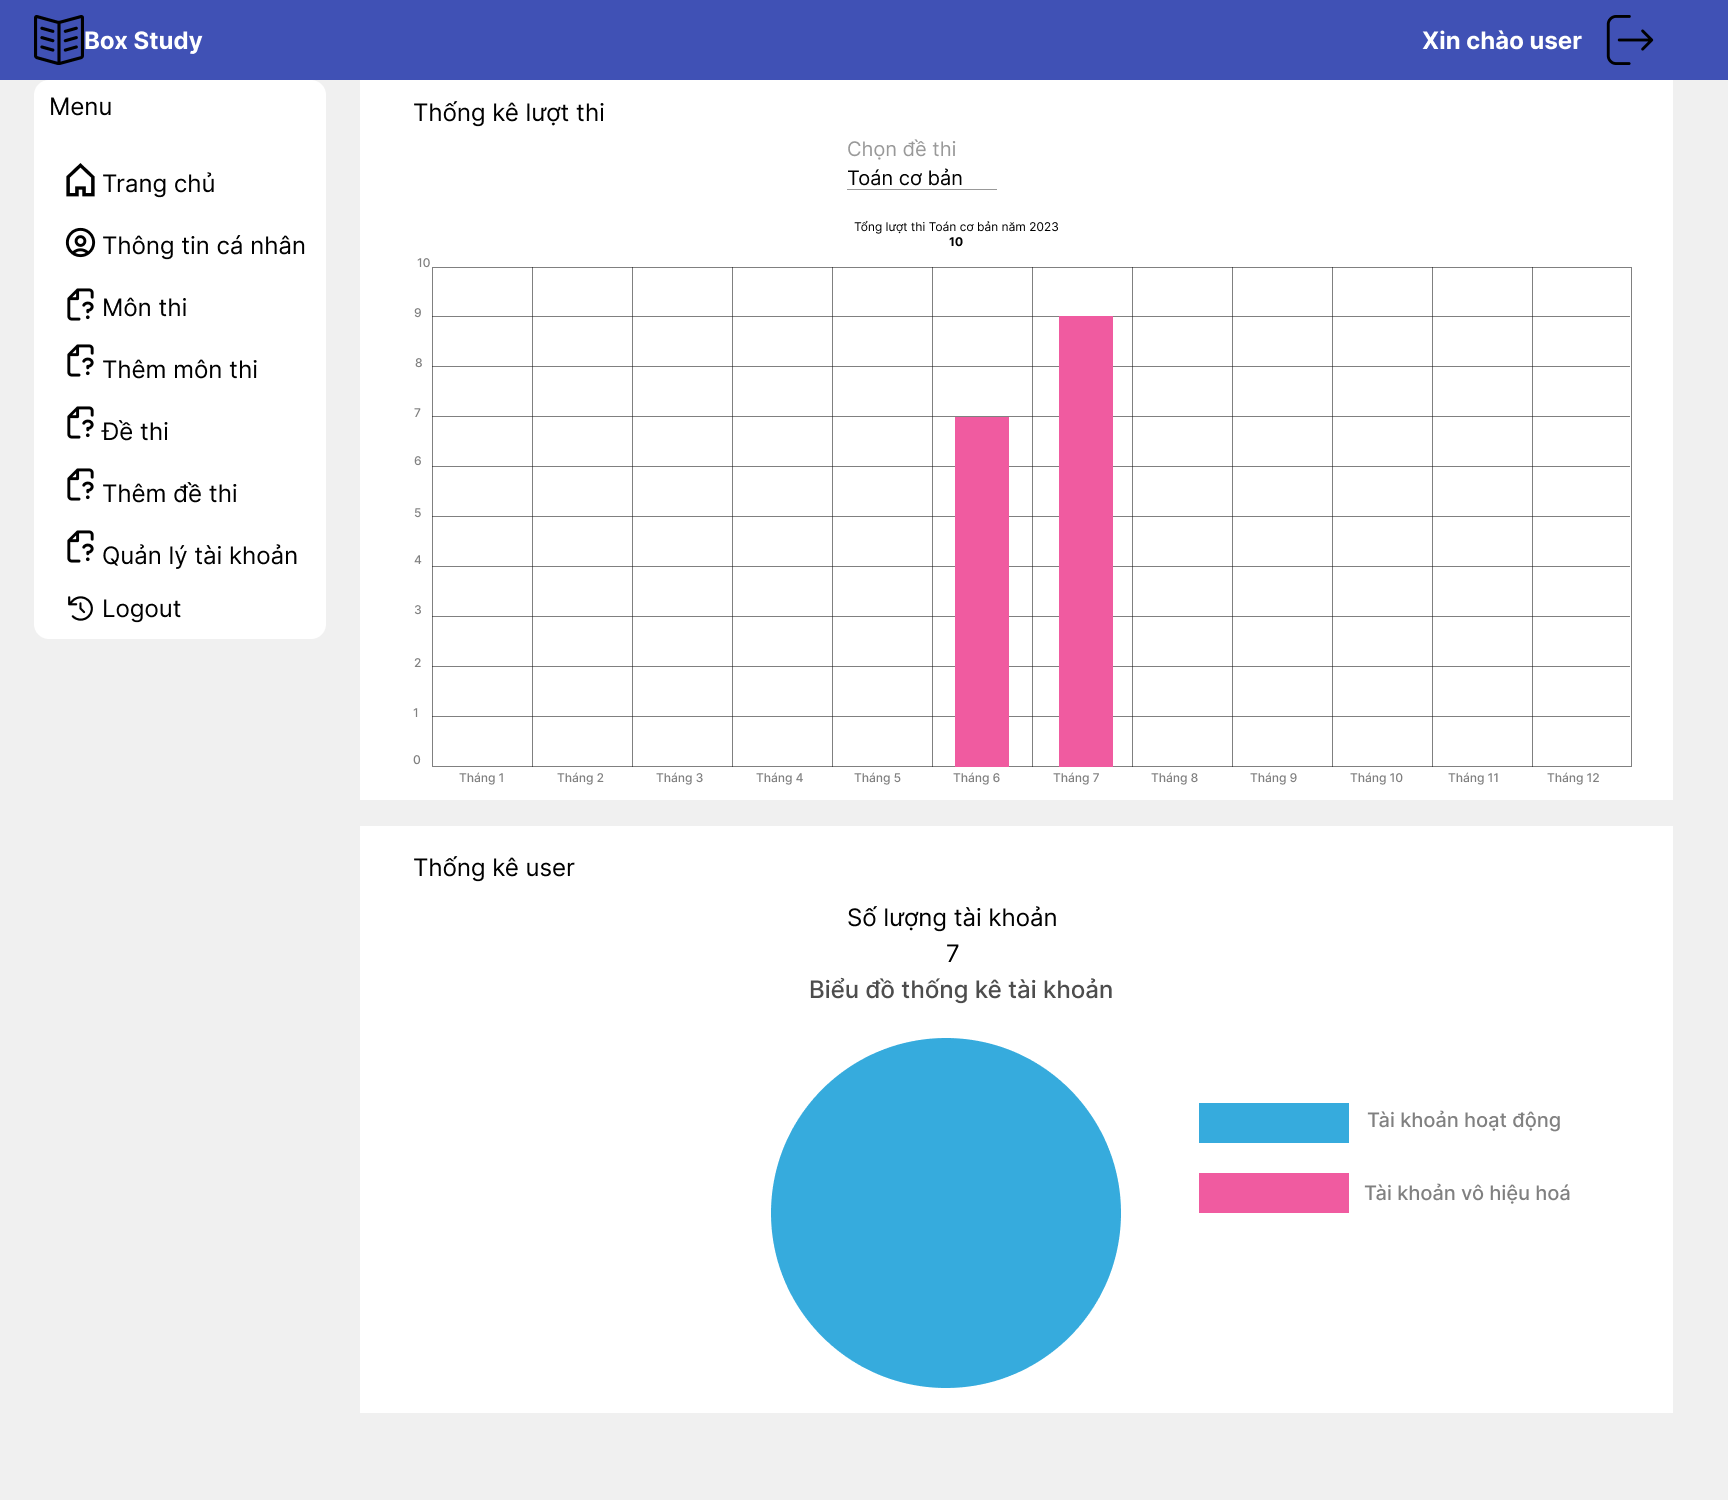 Box Study
Xin chào user
Menu
Trang chủ
Thông tin cá nhân
Môn thi
Thêm môn thi
Đề thi
Thêm đề thi
Quản lý tài khoản
Logout
Thống kê lượt thi
Chọn đề thi
Toán cơ bản
Tổng lượt thi Toán cơ bản năm 2023
10
10
9
8
7
6
5
4
3
2
1
0
Tháng 1 Tháng 2 Tháng 3 Tháng 4 Tháng 5 Tháng 6 Tháng 7 Tháng 8 Tháng 9 Tháng 10 Tháng 11 Tháng 12
Thống kê user
Số lượng tài khoản
7
Biểu đồ thống kê tài khoản
Tài khoản hoạt động
Tài khoản vô hiệu hoá